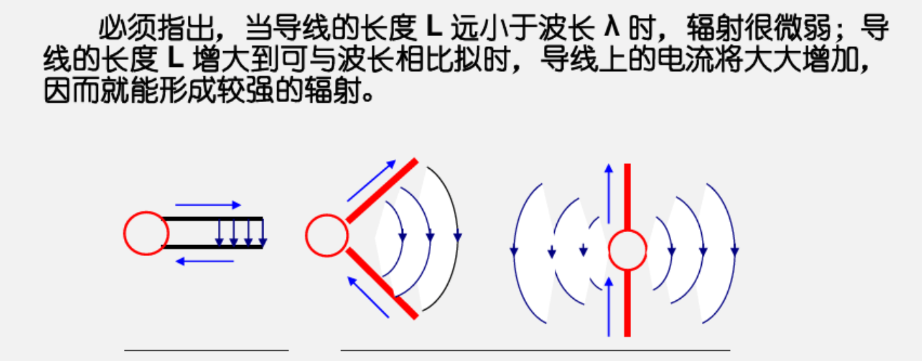 必须指出，当导线的长度 L 远小于波长 λ 时，辐射很微弱；导
线的长度 L 增大到可与波长相比拟时，导线上的电流将大大增加，
因而就能形成较强的辐射。